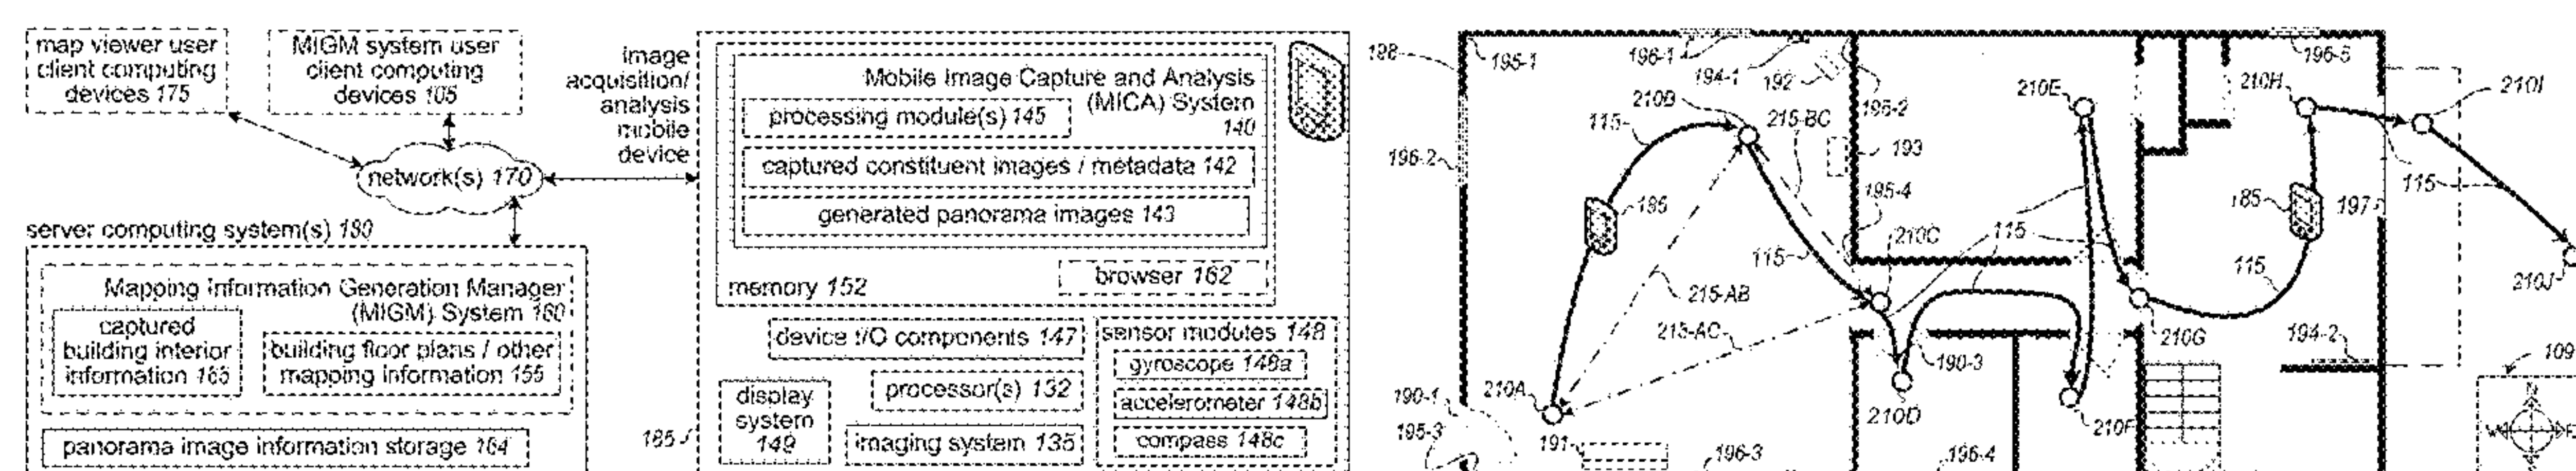 map viewer user
client computing
devices 175
MIGM system user
client computing
devices 105
network(s) 170
server computing system(s) 180
Mapping Information Generation Manager
(MIGM) System 160
captured
building interior
information 165
building floor plans / other
mapping information 155
panorama image information storage 164
image
acquisition/
analysis
mobile
device
Mobile Image Capture and Analysis
(MICA) System
140
processing module(s) 145
captured constituent images / metadata 142
generated panorama images 143
browser 162
memory 152
device I/O components 147
sensor modules 148
gyroscope 148a
accelerometer 148b
compass 148c
processor(s) 132
display
system
149
imaging system 135
185
198
195-1
196-1
194-1
192
196-5
210B
195-2
210E
210H
210I
115
215-BC
193
196-2
195-4
185
210C
115
185
197
115
115
215-AB
115
210J
215-AC
190-3
210G
194-2
109
190-1
210A
210D
210F
N
W
E
195-3
191
196-3
196-4